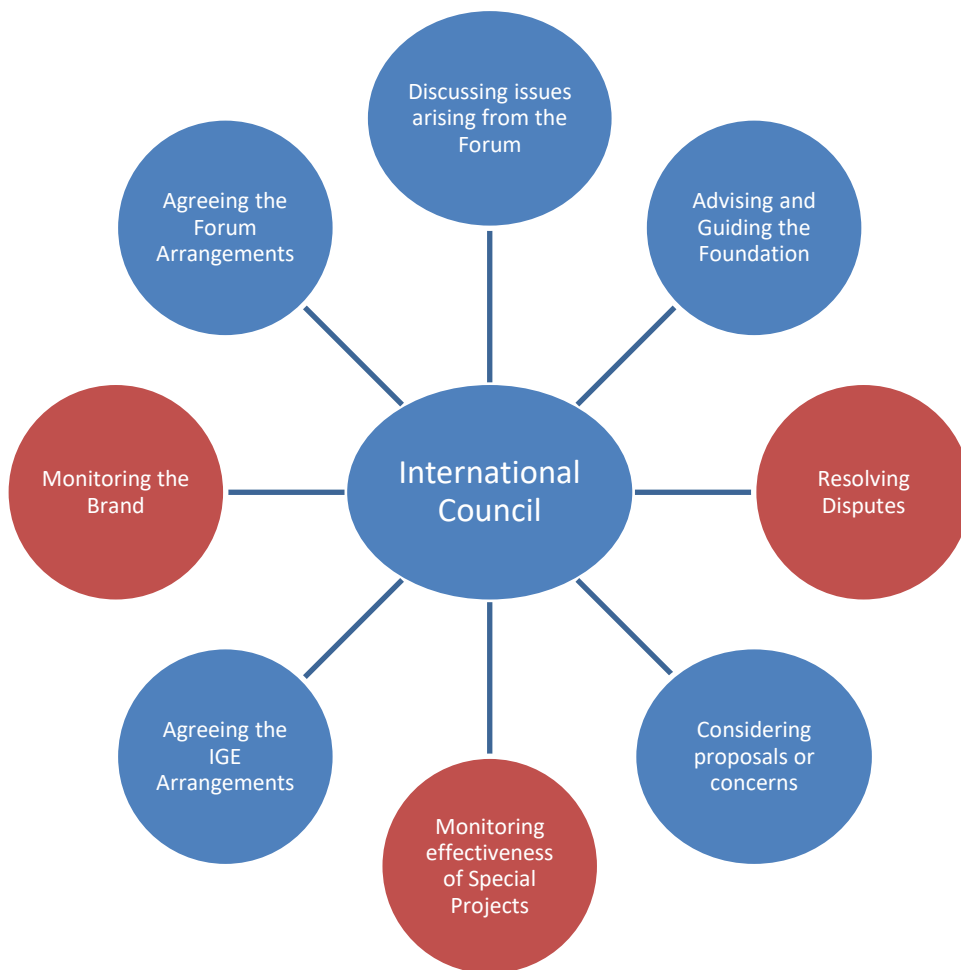 Discussing issues
arising from the
Forum
Agreeing the
Forum
Arrangements
Advising and
Guiding the
Foundation
Monitoring the
Brand
International
Council
Resolving
Disputes
Agreeing the
IGE
Arrangements
Considering
proposals or
concerns
Monitoring
effectiveness
of Special
Projects